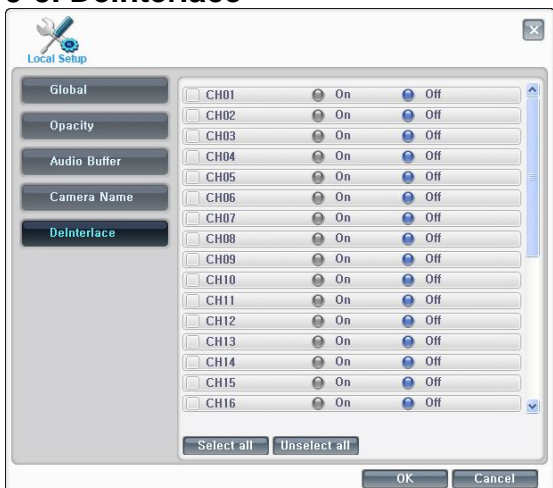 DeInterlace
Local Setup
Global
Opacity
Audio Buffer
Camera Name
DeInterlace
CH01 On Off
CH02 On Off
CH03 On Off
CH04 On Off
CH05 On Off
CH06 On Off
CH07 On Off
CH08 On Off
CH09 On Off
CH10 On Off
CH11 On Off
CH12 On Off
CH13 On Off
CH14 On Off
CH15 On Off
CH16 On Off
Select all Unselect all
OK Cancel